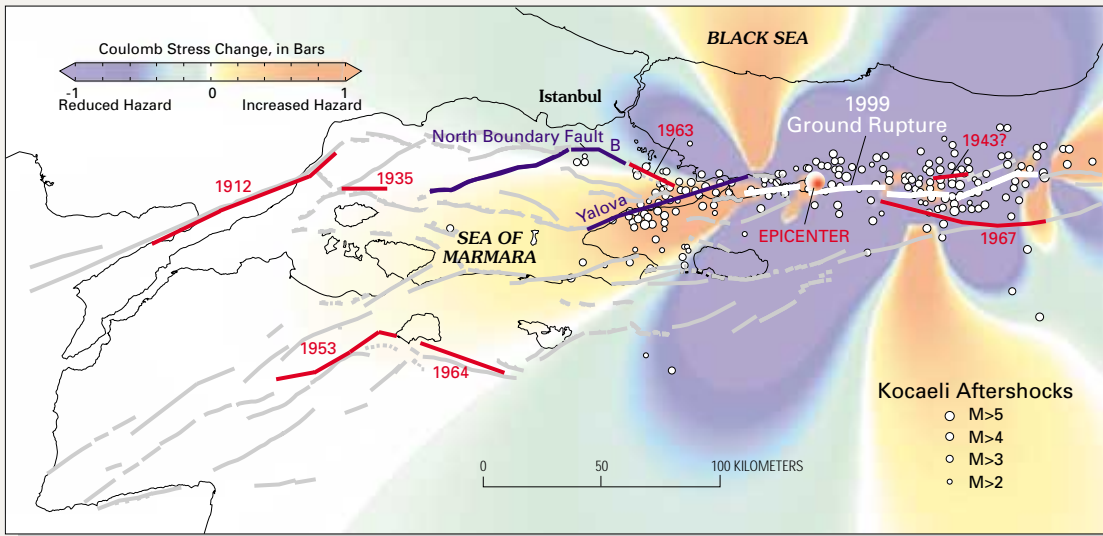 Coulomb Stress Change, in Bars
-1 0 1
Reduced Hazard Increased Hazard
BLACK SEA
Istanbul
1999
Ground Rupture
North Boundary Fault
B
1963
1943?
1912
1935
Yalova
SEA OF
MARMARA
EPICENTER
1967
1953
1964
Kocaeli Aftershocks
M>5
M>4
M>3
M>2
0 50 100 KILOMETERS